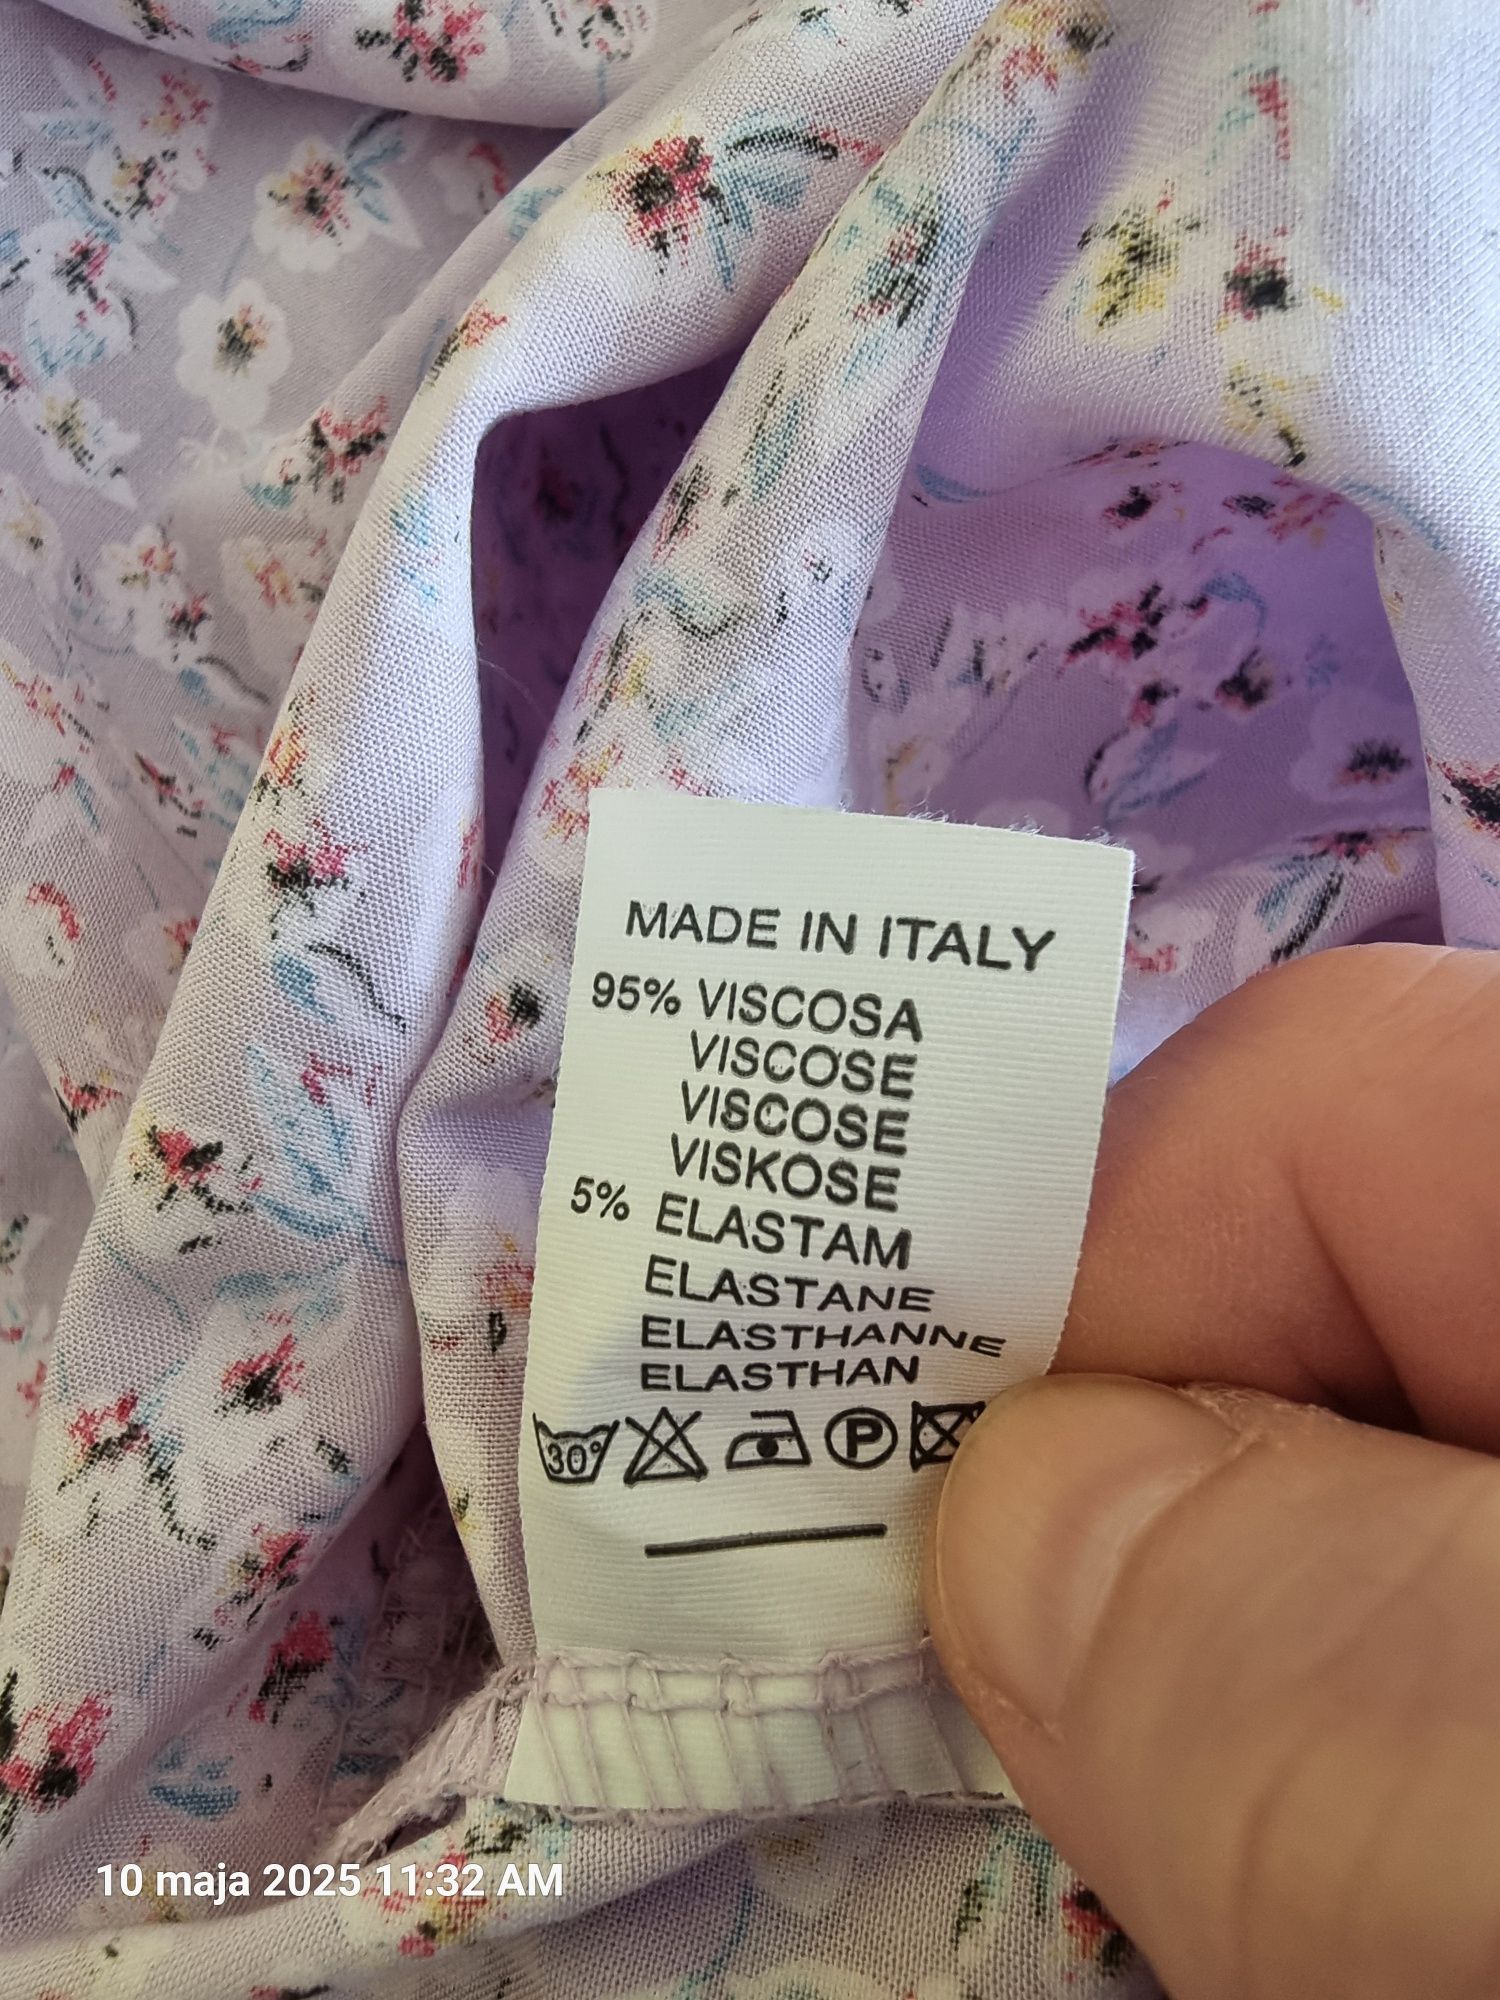 MADE IN ITALY
95% VISCOSA
VISCOSE
VISCOSE
VISKOSE
5% ELASTAM
ELASTANE
ELASTHANNE
ELASTHAN
30° P
10 maja 2025 11:32 AM